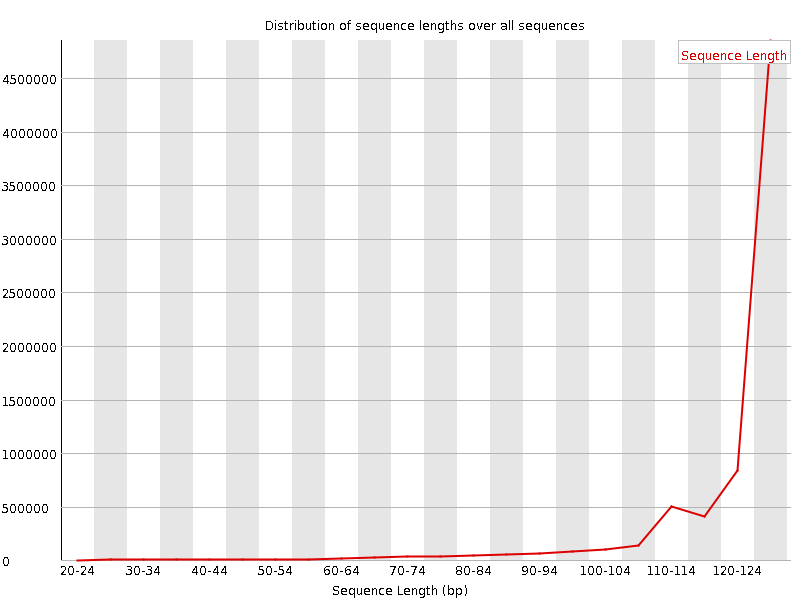 Distribution of sequence lengths over all sequences
Sequence Length
4500000
4000000
3500000
3000000
2500000
2000000
1500000
1000000
500000
0
20-24 30-34 40-44 50-54 60-64 70-74 80-84 90-94 100-104 110-114 120-124
Sequence Length (bp)